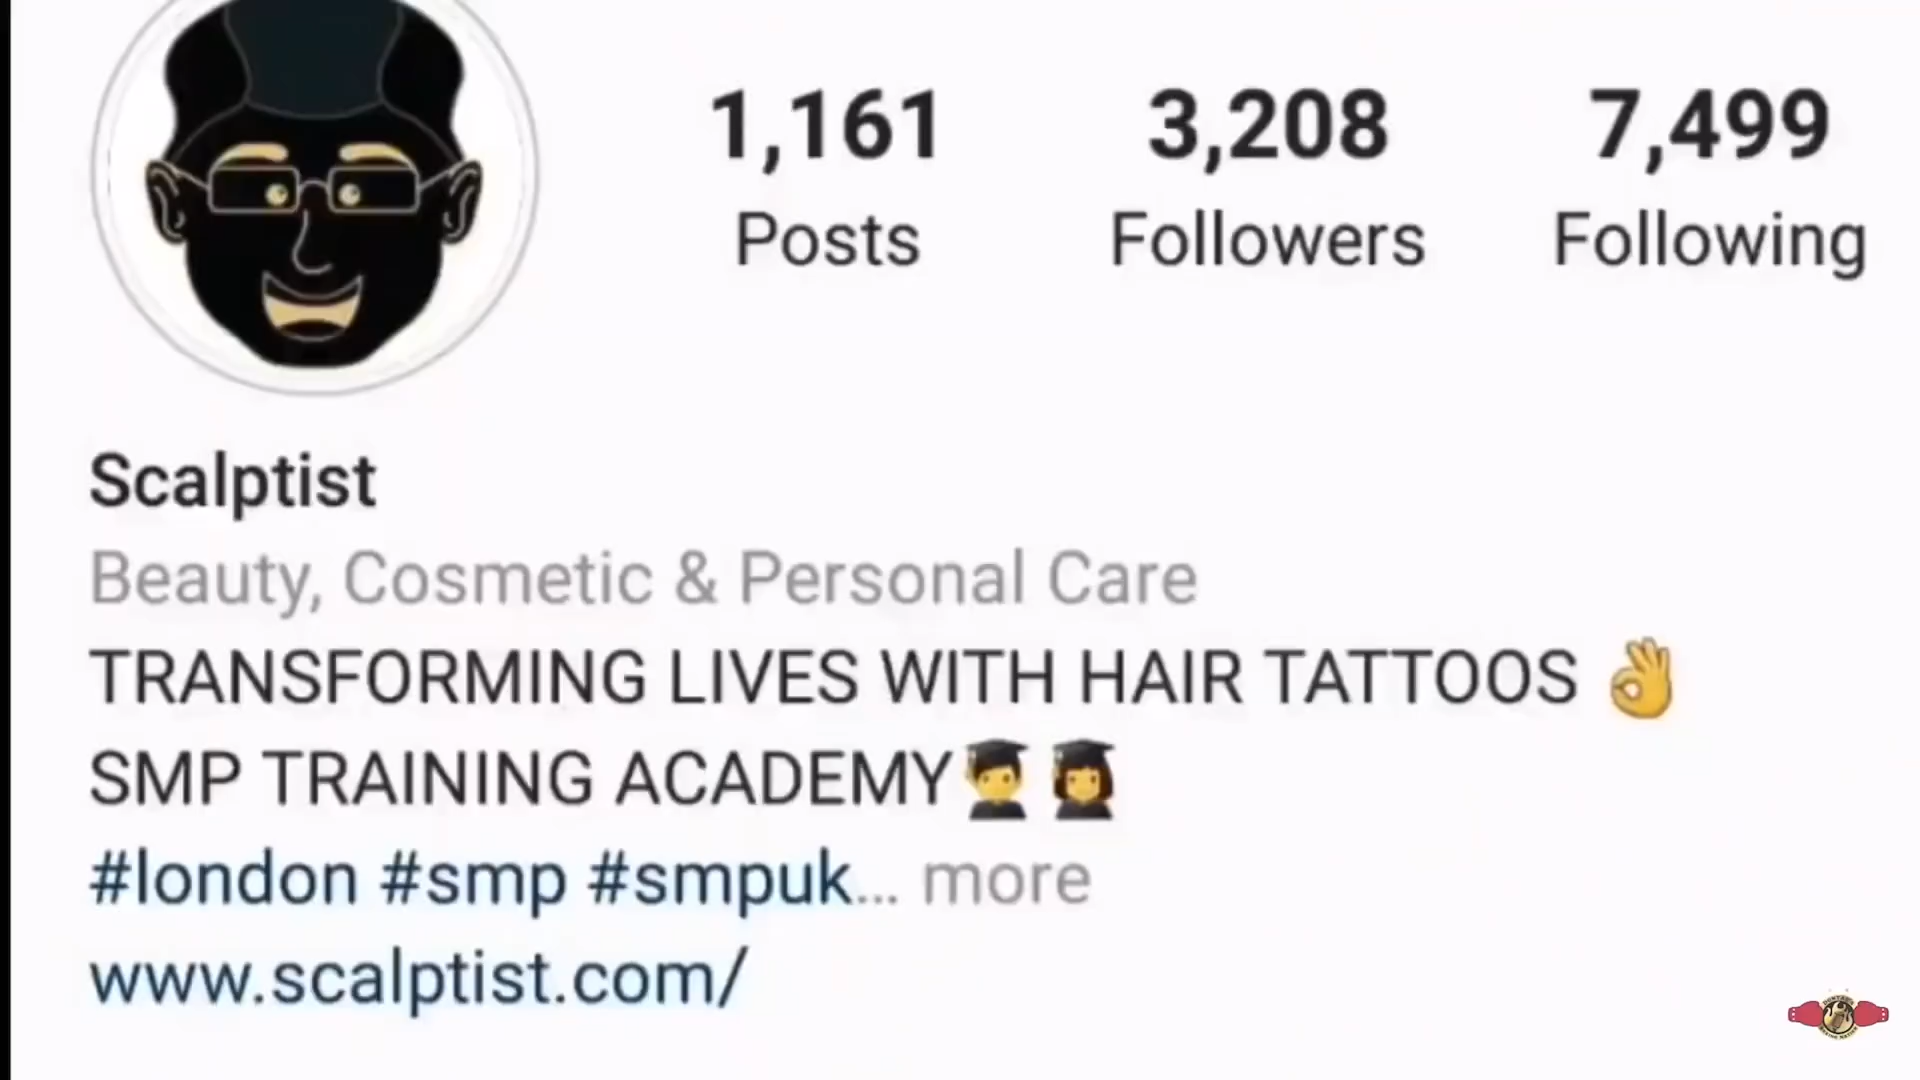 1,161 3,208 7,499
Posts Followers Following
Scalptist
Beauty, Cosmetic & Personal Care
TRANSFORMING LIVES WITH HAIR TATTOOS 👌
SMP TRAINING ACADEMY👨‍🎓👩‍🎓
#london #smp #smpuk... more
www.scalptist.com/